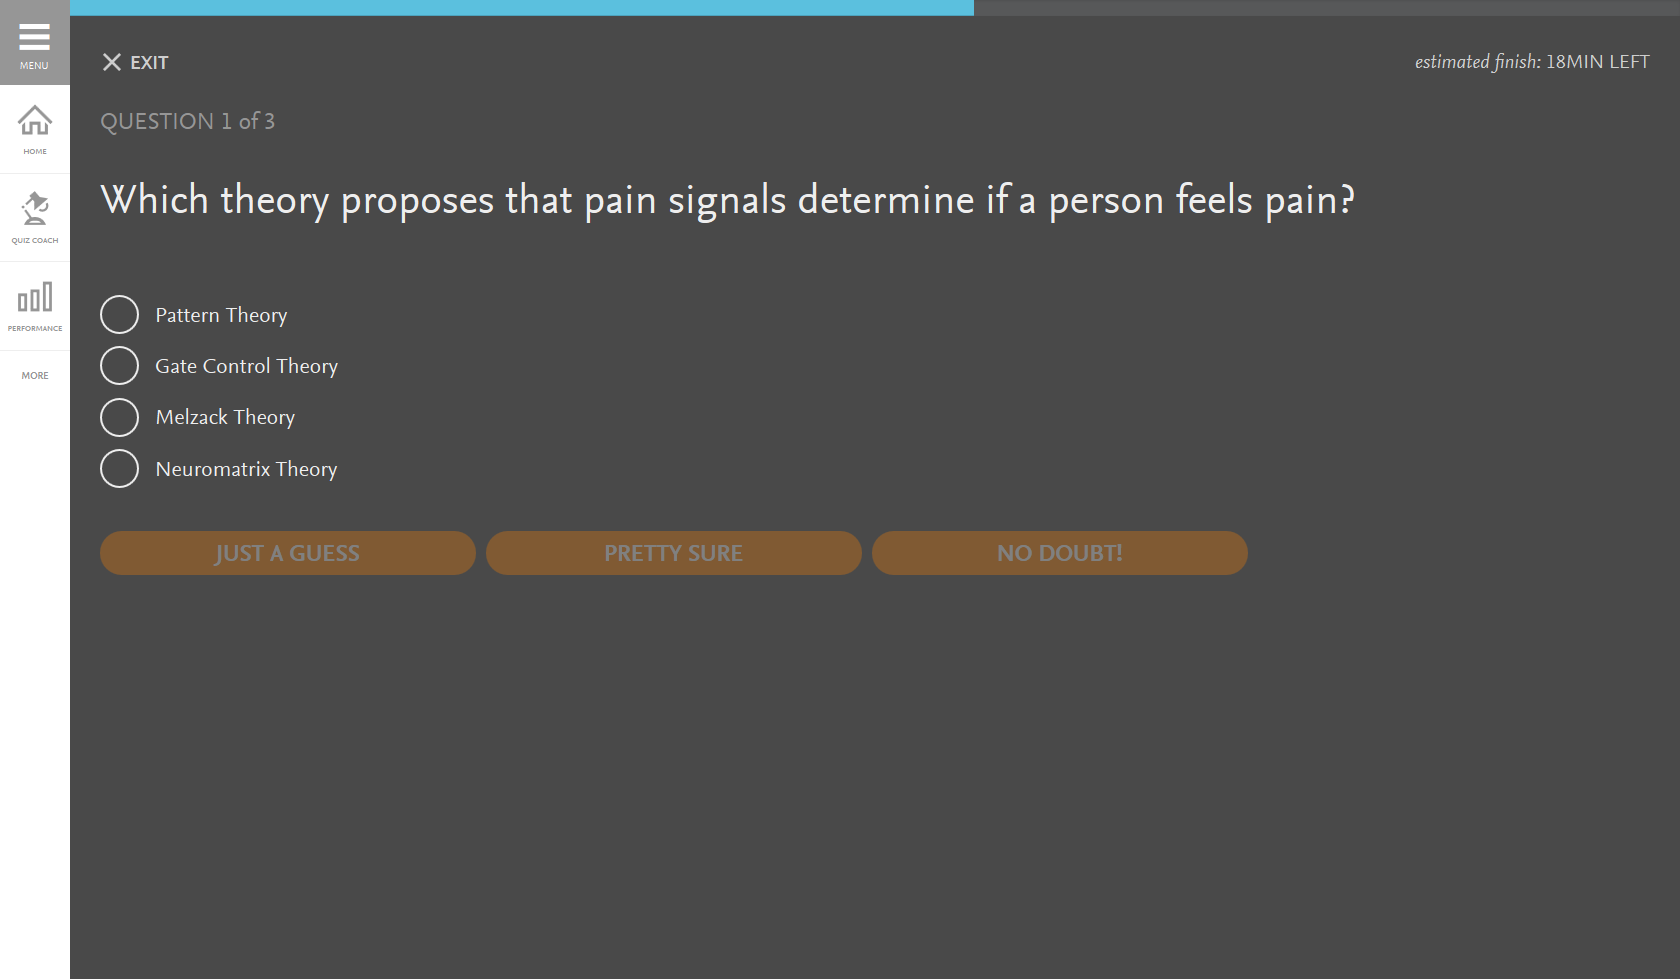 MENU
EXIT
estimated finish: 18MIN LEFT
HOME
QUIZ COACH
PERFORMANCE
MORE
QUESTION 1 of 3
Which theory proposes that pain signals determine if a person feels pain?
Pattern Theory
Gate Control Theory
Melzack Theory
Neuromatrix Theory
JUST A GUESS
PRETTY SURE
NO DOUBT!